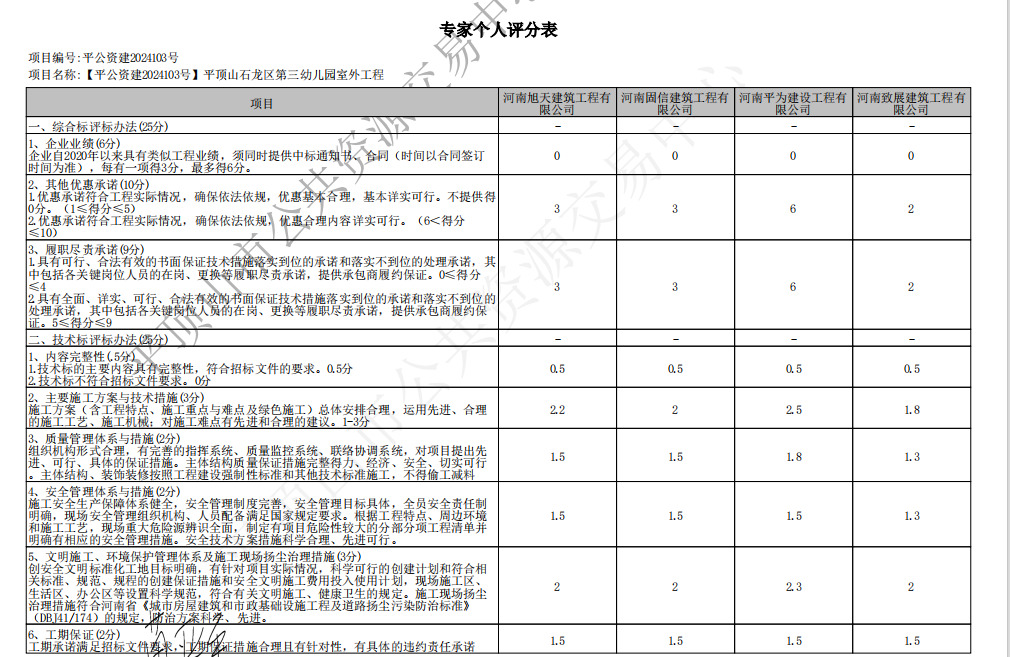 专家个人评分表
项目编号:平公资建2024103号
项目名称:【平公资建2024103号】平顶山石龙区第三幼儿园室外工程
项目 河南旭天建筑工程有限公司 河南固信建筑工程有限公司 河南平为建设工程有限公司 河南致展建筑工程有限公司
一、综合标评标办法(25分) — — — —
1、企业业绩(6分)
企业自2020年以来具有类似工程业绩，须同时提供中标通知书、合同（时间以合同签订
时间为准），每有一项得3分，最多得6分。
0 0 0 0
2、其他优惠承诺(10分)
1.优惠承诺符合工程实际情况，确保依法依规，优惠基本合理，基本详实可行。不提供得
0分。（1≤得分≤5）
2.优惠承诺符合工程实际情况，确保依法依规，优惠合理内容详实可行。（6<得分
≤10）
3 3 6 2
3、履职尽责承诺(9分)
1.具有可行、合法有效的书面保证技术措施落实到位的承诺和落实不到位的处理承诺，其
中包括各关键岗位人员的在岗、更换等履职尽责承诺，提供承包商履约保证。0≤得分
≤4
2.具有全面、详实、可行、合法有效的书面保证技术措施落实到位的承诺和落实不到位的
处理承诺，其中包括各关键岗位人员的在岗、更换等履职尽责承诺，提供承包商履约保
证。5≤得分≤9
3 3 6 2
二、技术标评标办法(25分) — — — —
1、内容完整性(.5分)
1.技术标的主要内容具有完整性，符合招标文件的要求。0.5分
2.技术标不符合招标文件要求。0分
0.5 0.5 0.5 0.5
2、主要施工方案与技术措施(3分)
施工方案（含工程特点、施工重点与难点及绿色施工）总体安排合理，运用先进、合理
的施工工艺、施工机械；对施工难点有先进和合理的建议。1-3分
2.2 2 2.5 1.8
3、质量管理体系与措施(2分)
组织机构形式合理，有完善的指挥系统、质量监控系统、联络协调系统，对项目提出先
进、可行、具体的保证措施。主体结构质量保证措施完整得力、经济、安全、切实可行
。主体结构、装饰装修按照工程建设强制性标准和其他技术标准施工，不得偷工减料
1.5 1.5 1.8 1.3
4、安全管理体系与措施(2分)
施工安全生产保障体系健全，安全管理制度完善，安全管理目标具体，全员安全责任制
明确，现场安全管理组织机构、人员配备满足国家规定要求。根据工程特点、周边环境
和施工工艺，现场重大危险源辨识全面，制定有项目危险性较大的分部分项工程清单并
明确有相应的安全管理措施。安全技术方案措施科学合理、先进可行。
1.5 1.5 1.5 1.3
5、文明施工、环境保护管理体系及施工现场扬尘治理措施(3分)
创安全文明标准化工地目标明确，有针对项目实际情况，科学可行的创建计划和符合相
关标准、规范、规程的创建保证措施和安全文明施工费用投入使用计划，现场施工区、
生活区、办公区等设置科学规范，符合有关文明施工、健康卫生的规定。施工现场扬尘
治理措施符合河南省《城市房屋建筑和市政基础设施工程及道路扬尘污染防治标准》
（DBJ41/174）的规定，防治方案科学、先进。
2 2 2.3 2
6、工期保证(2分)
工期承诺满足招标文件要求，工期保证措施合理且有针对性，有具体的违约责任承诺
1.5 1.5 1.5 1.5